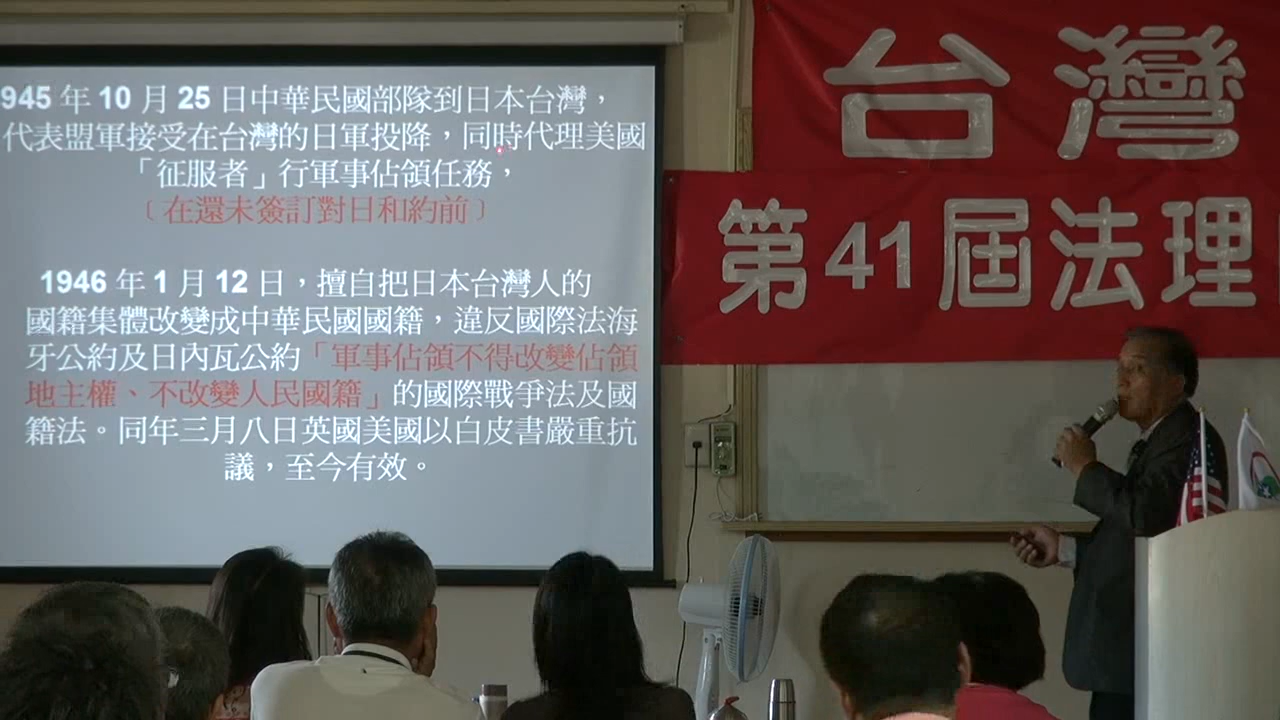 945 年 10 月 25 日中華民國部隊到日本台灣，
代表盟軍接受在台灣的日軍投降，同時代理美國
「征服者」行軍事佔領任務，
﹝在還未簽訂對日和約前﹞
1946 年 1 月 12 日，擅自把日本台灣人的
國籍集體改變成中華民國國籍，違反國際法海
牙公約及日內瓦公約「軍事佔領不得改變佔領
地主權、不改變人民國籍」的國際戰爭法及國
籍法。同年三月八日英國美國以白皮書嚴重抗
議，至今有效。
台灣
第41屆法理